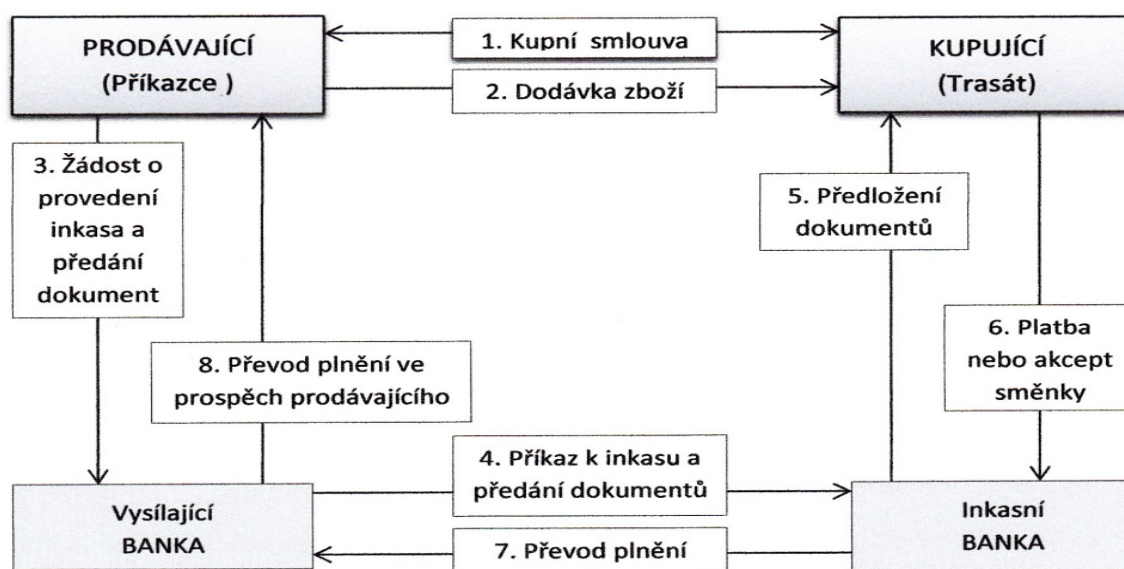 PRODÁVAJÍCÍ
(Příkazce )
1. Kupní smlouva
2. Dodávka zboží
KUPUJÍCÍ
(Trasát)
3. Žádost o
provedení
inkasa a
předání
dokument
5. Předložení
dokumentů
6. Platba
nebo akcept
směnky
8. Převod plnění ve
prospěch prodávajícího
4. Příkaz k inkasu a
předání dokumentů
7. Převod plnění
Vysílající
BANKA
Inkasní
BANKA